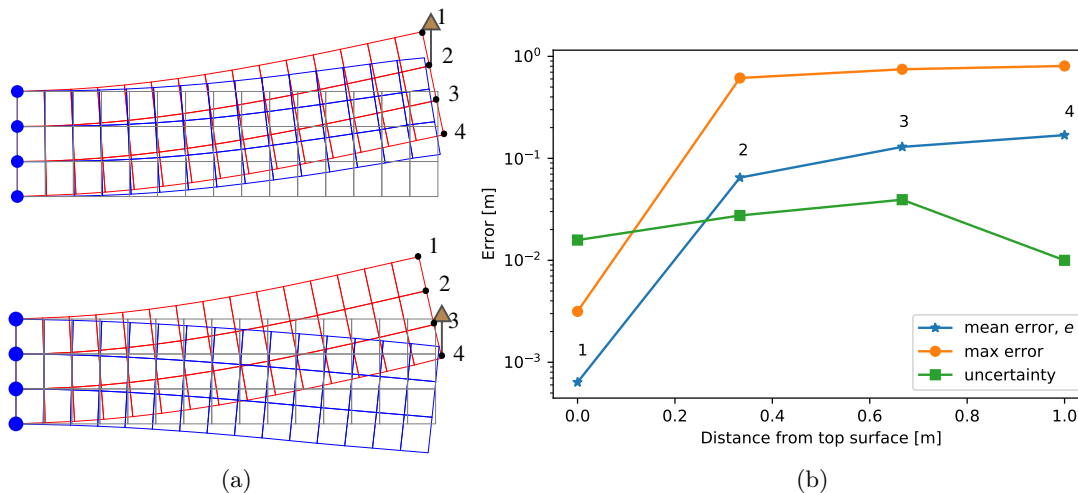 1
2
3
4
1
2
3
4
(a)
Error [m]
10⁰
10⁻¹
10⁻²
10⁻³
1
2
3
4
mean error, e
max error
uncertainty
0.0 0.2 0.4 0.6 0.8 1.0
Distance from top surface [m]
(b)